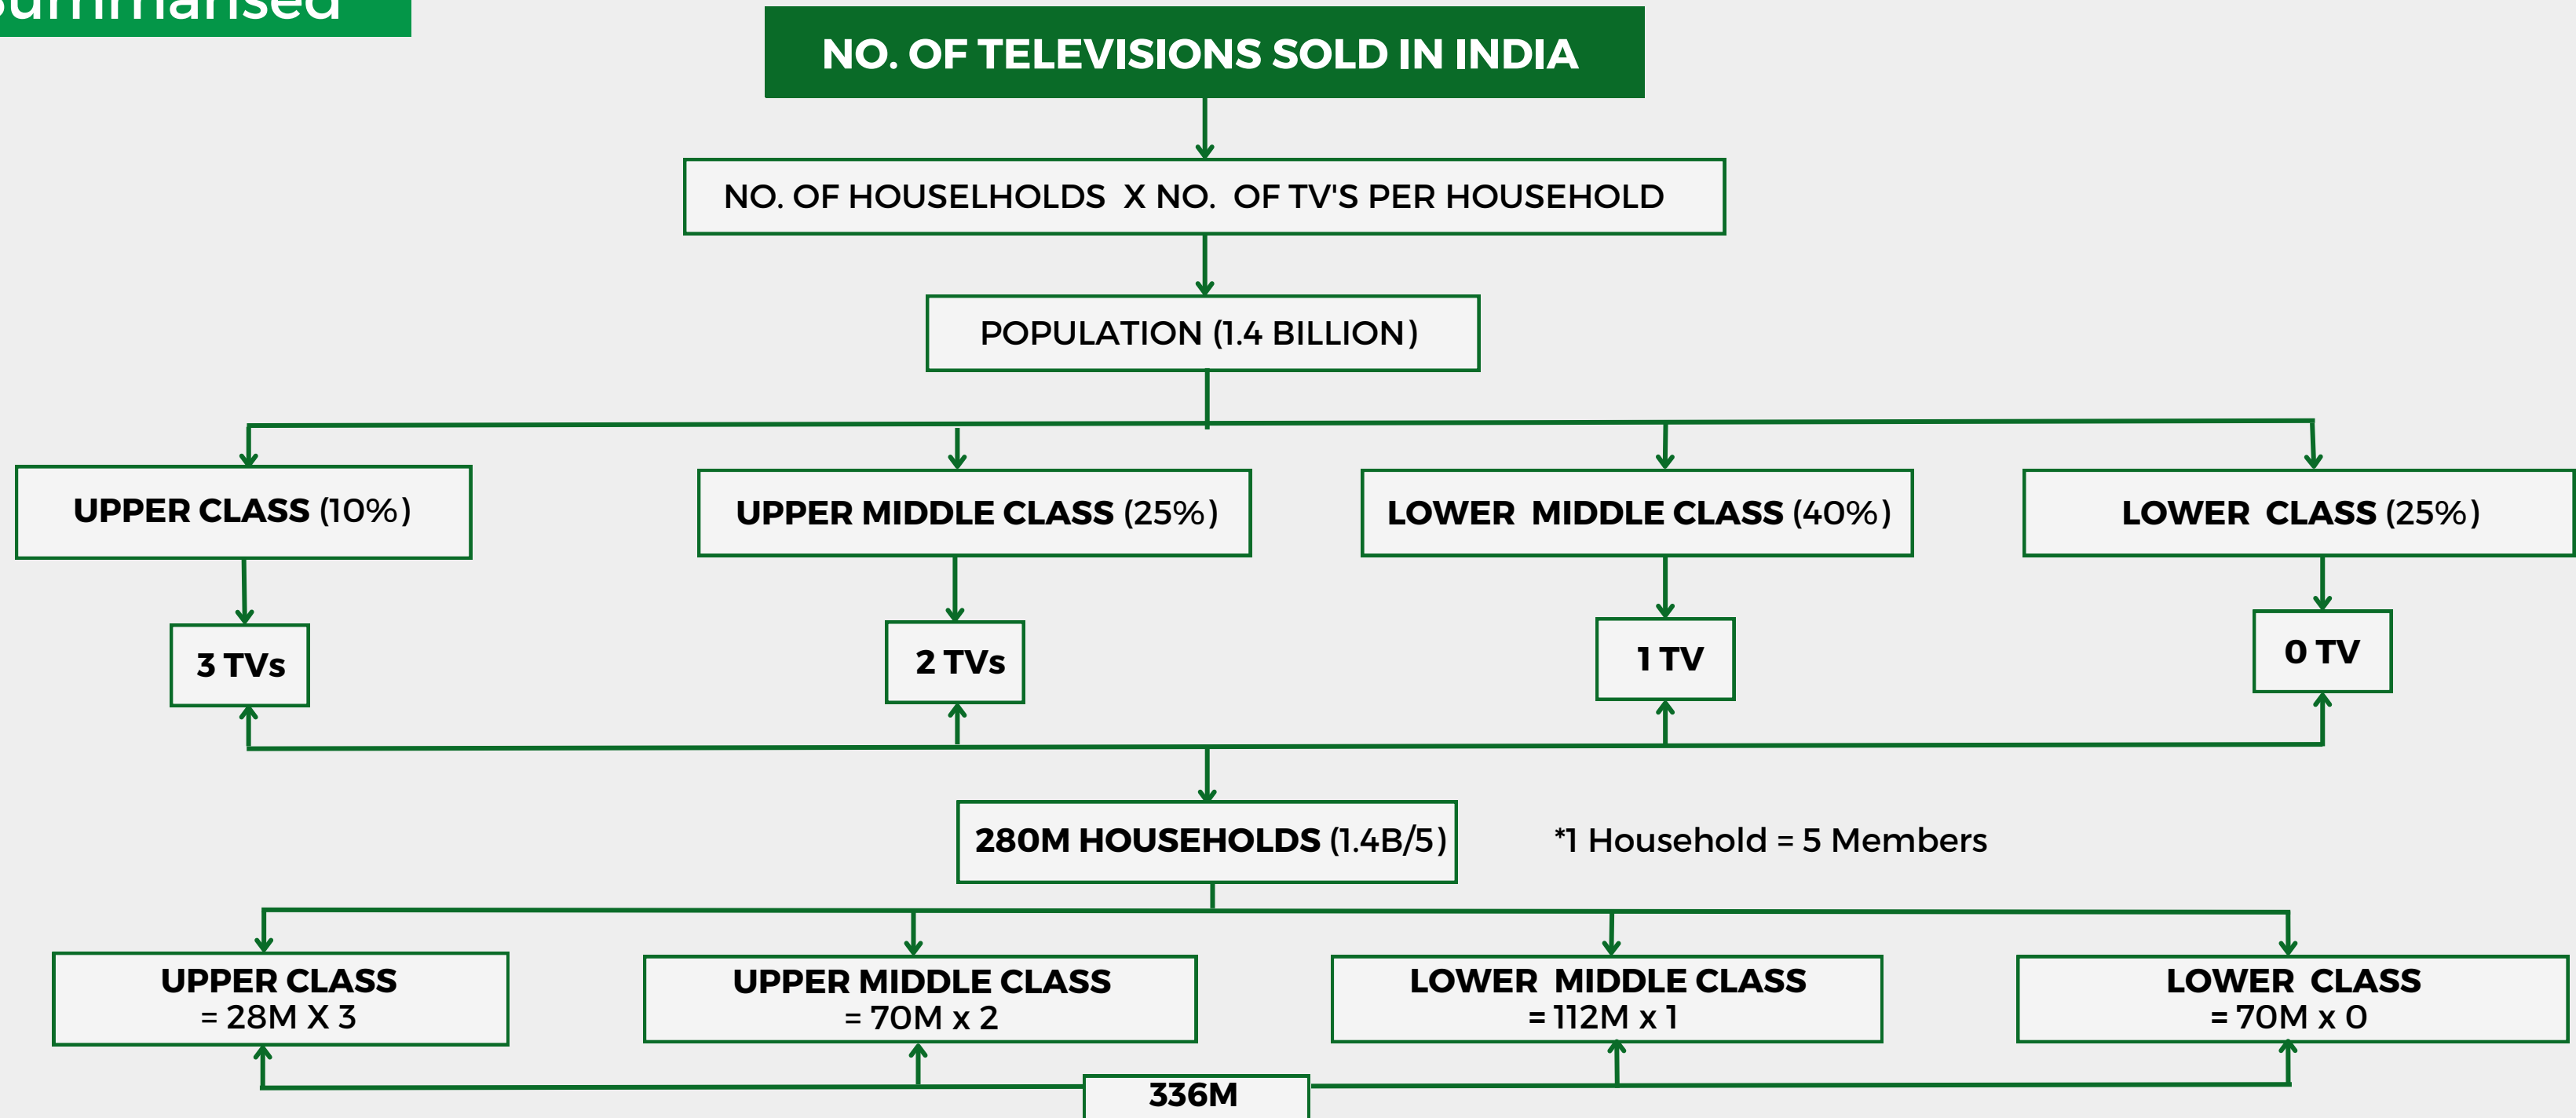 Summarised
NO. OF TELEVISIONS SOLD IN INDIA
NO. OF HOUSELHOLDS X NO. OF TV'S PER HOUSEHOLD
POPULATION (1.4 BILLION)
UPPER CLASS (10%)
UPPER MIDDLE CLASS (25%)
LOWER MIDDLE CLASS (40%)
LOWER CLASS (25%)
3 TVs
2 TVs
1 TV
0 TV
280M HOUSEHOLDS (1.4B/5)
*1 Household = 5 Members
UPPER CLASS
= 28M X 3
UPPER MIDDLE CLASS
= 70M x 2
LOWER MIDDLE CLASS
= 112M x 1
LOWER CLASS
= 70M x 0
336M